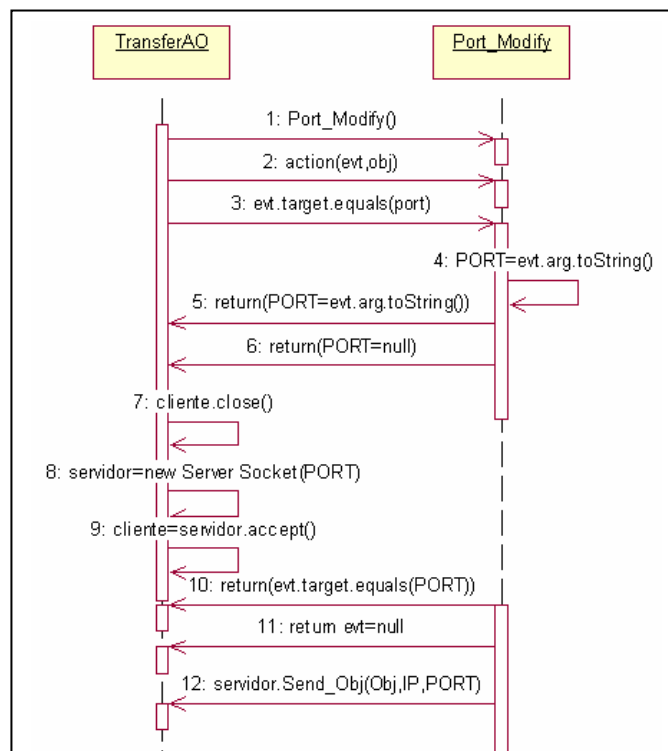 TransferAO
Port_Modify
1: Port_Modify()
2: action(evt,obj)
3: evt.target.equals(port)
4: PORT=evt.arg.toString()
5: return(PORT=evt.arg.toString())
6: return(PORT=null)
7: cliente.close()
8: servidor=new Server Socket(PORT)
9: cliente=servidor.accept()
10: return(evt.target.equals(PORT))
11: return evt=null
12: servidor.Send_Obj(Obj,IP,PORT)